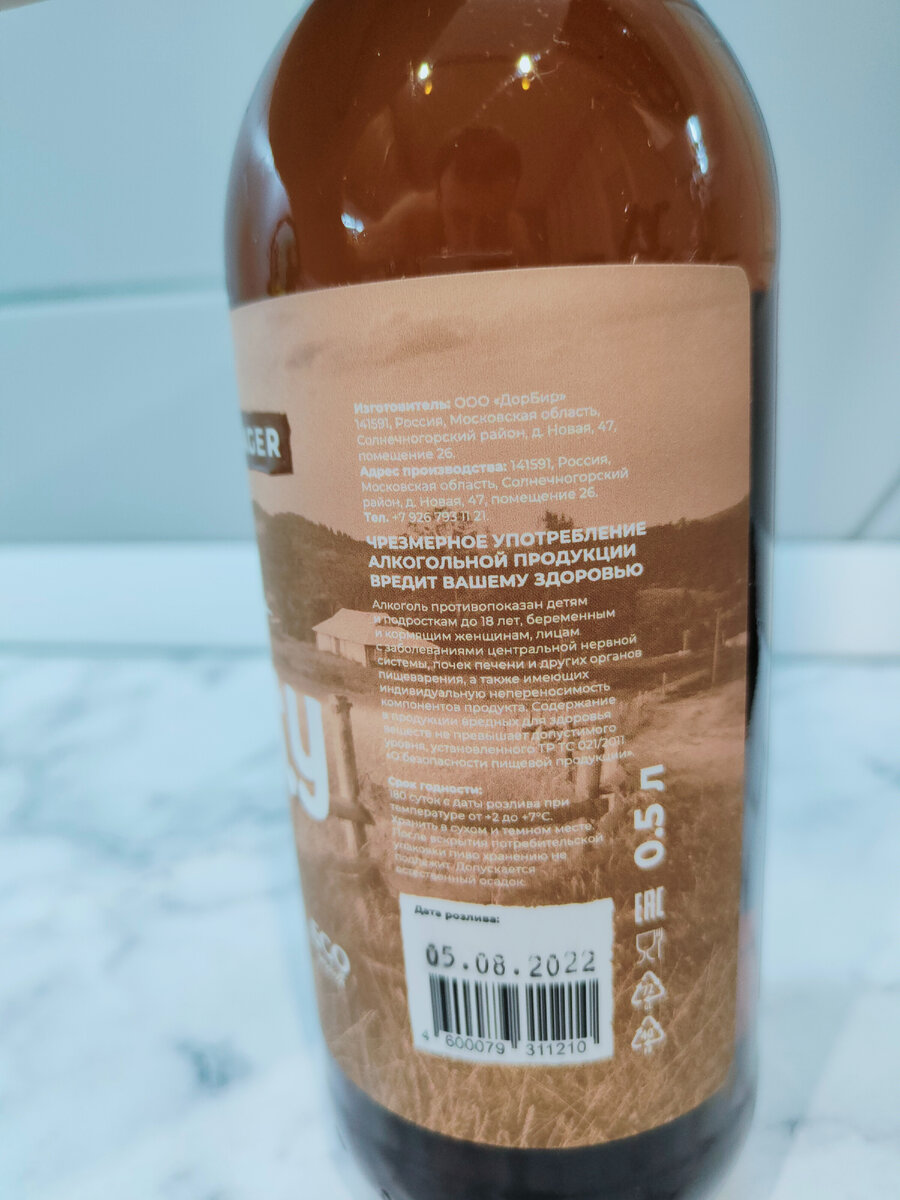 GER
Изготовитель: ООО «ДорБир»
141591, Россия, Московская область,
Солнечногорский район, д. Новая, 47,
помещение 26.
Адрес производства: 141591, Россия,
Московская область, Солнечногорский
район, д. Новая, 47, помещение 26.
Тел. +7 926 793 11 21.
ЧРЕЗМЕРНОЕ УПОТРЕБЛЕНИЕ
АЛКОГОЛЬНОЙ ПРОДУКЦИИ
ВРЕДИТ ВАШЕМУ ЗДОРОВЬЮ
Алкоголь противопоказан детям
и подросткам до 18 лет, беременным
и кормящим женщинам, лицам
с заболеваниями центральной нервной
системы, почек печени и других органов
пищеварения, а также имеющих
индивидуальную непереносимость
компонентов продукта. Содержание
в продукции вредных для здоровья
веществ не превышает допустимого
уровня, установленного ТР ТС 021/2011
«О безопасности пищевой продукции».
Срок годности:
180 суток с даты розлива при
температуре от +2 до +7°С.
Хранить в сухом и темном месте.
После вскрытия потребительской
упаковки пиво хранению не
подлежит. Допускается
естественный осадок.
ty
sco
Дата розлива:
05.08.2022
4 600079 311210
0.5 л
EAC